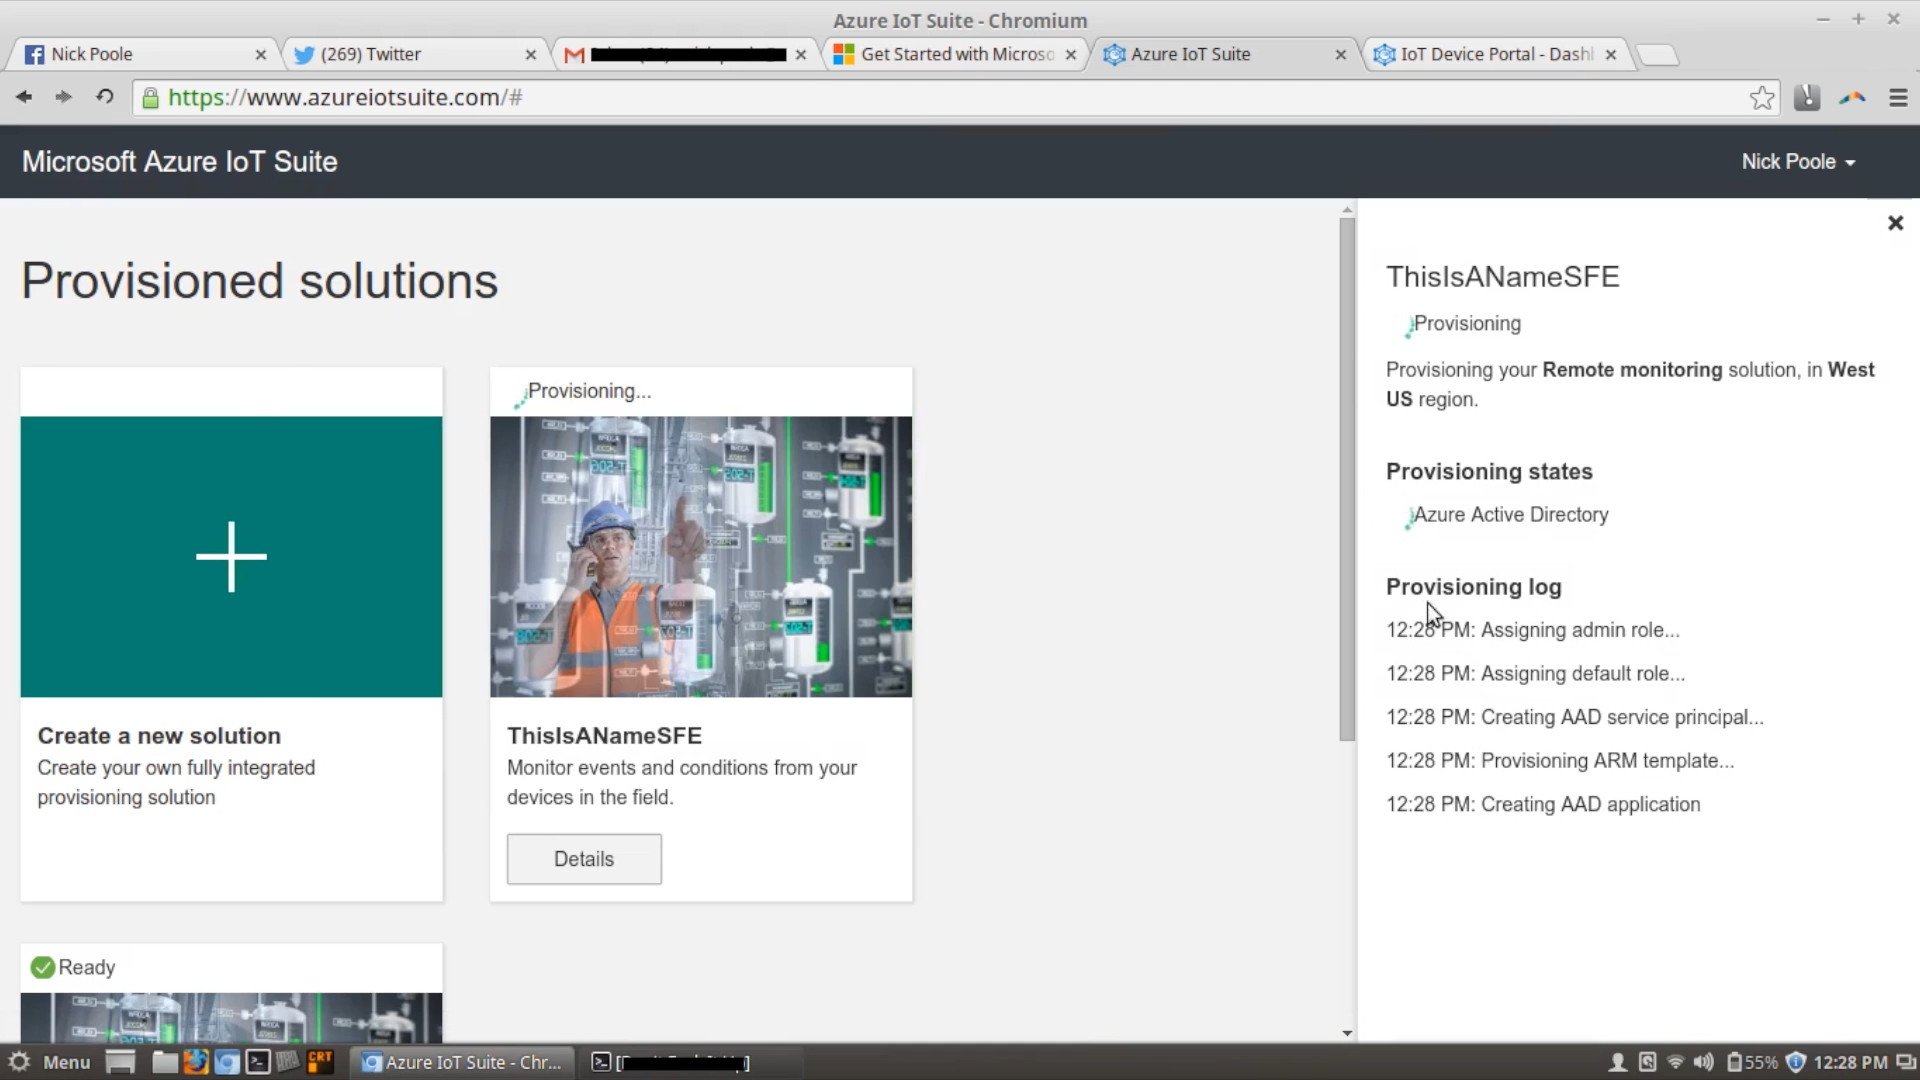 Azure IoT Suite - Chromium
Nick Poole
(269) Twitter
Get Started with Microso
Azure IoT Suite
IoT Device Portal - Dashl
https://www.azureiotsuite.com/#
Microsoft Azure IoT Suite
Nick Poole
Provisioned solutions
Create a new solution
Create your own fully integrated
provisioning solution
Provisioning...
ThisIsANameSFE
Monitor events and conditions from your
devices in the field.
Details
Ready
ThisIsANameSFE
Provisioning
Provisioning your Remote monitoring solution, in West
US region.
Provisioning states
Azure Active Directory
Provisioning log
12:28 PM: Assigning admin role...
12:28 PM: Assigning default role...
12:28 PM: Creating AAD service principal...
12:28 PM: Provisioning ARM template...
12:28 PM: Creating AAD application
Menu
CRT
Azure IoT Suite - Chr...
55%
12:28 PM